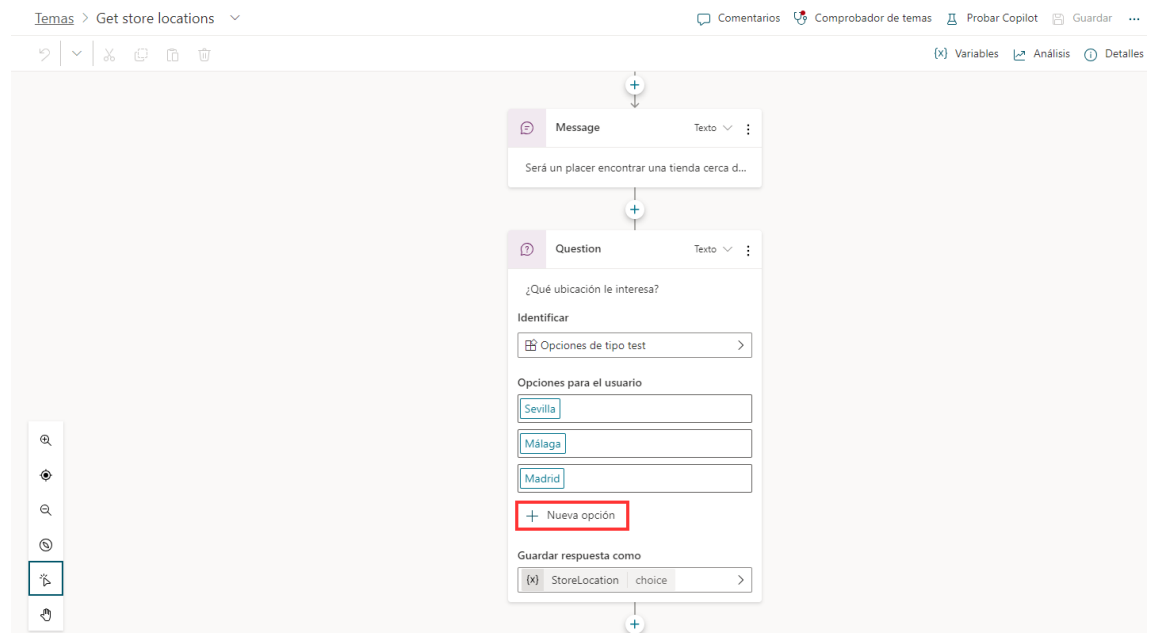 Temas > Get store locations
Comentarios Comprobador de temas Probar Copilot Guardar ...
{x} Variables Análisis Detalles
Message Texto
Será un placer encontrar una tienda cerca d...
Question Texto
¿Qué ubicación le interesa?
Identificar
Opciones de tipo test
Opciones para el usuario
Sevilla
Málaga
Madrid
+ Nueva opción
Guardar respuesta como
{x} StoreLocation choice